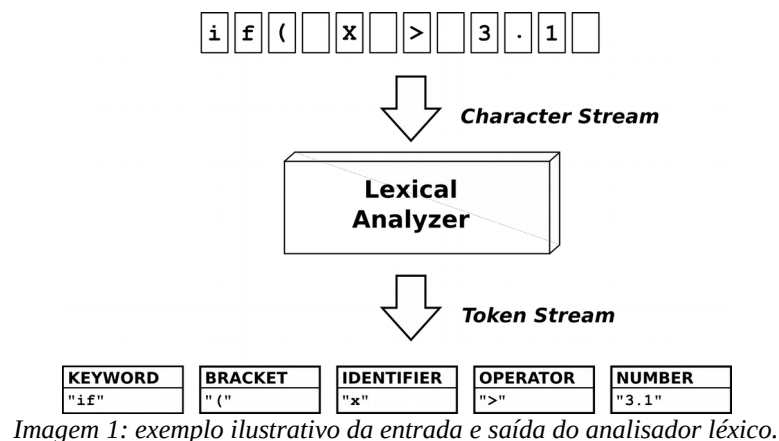 i f ( X > 3 . 1
Character Stream
Lexical
Analyzer
Token Stream
KEYWORD BRACKET IDENTIFIER OPERATOR NUMBER
"if" "(" "x" ">" "3.1"
Imagem 1: exemplo ilustrativo da entrada e saída do analisador léxico.